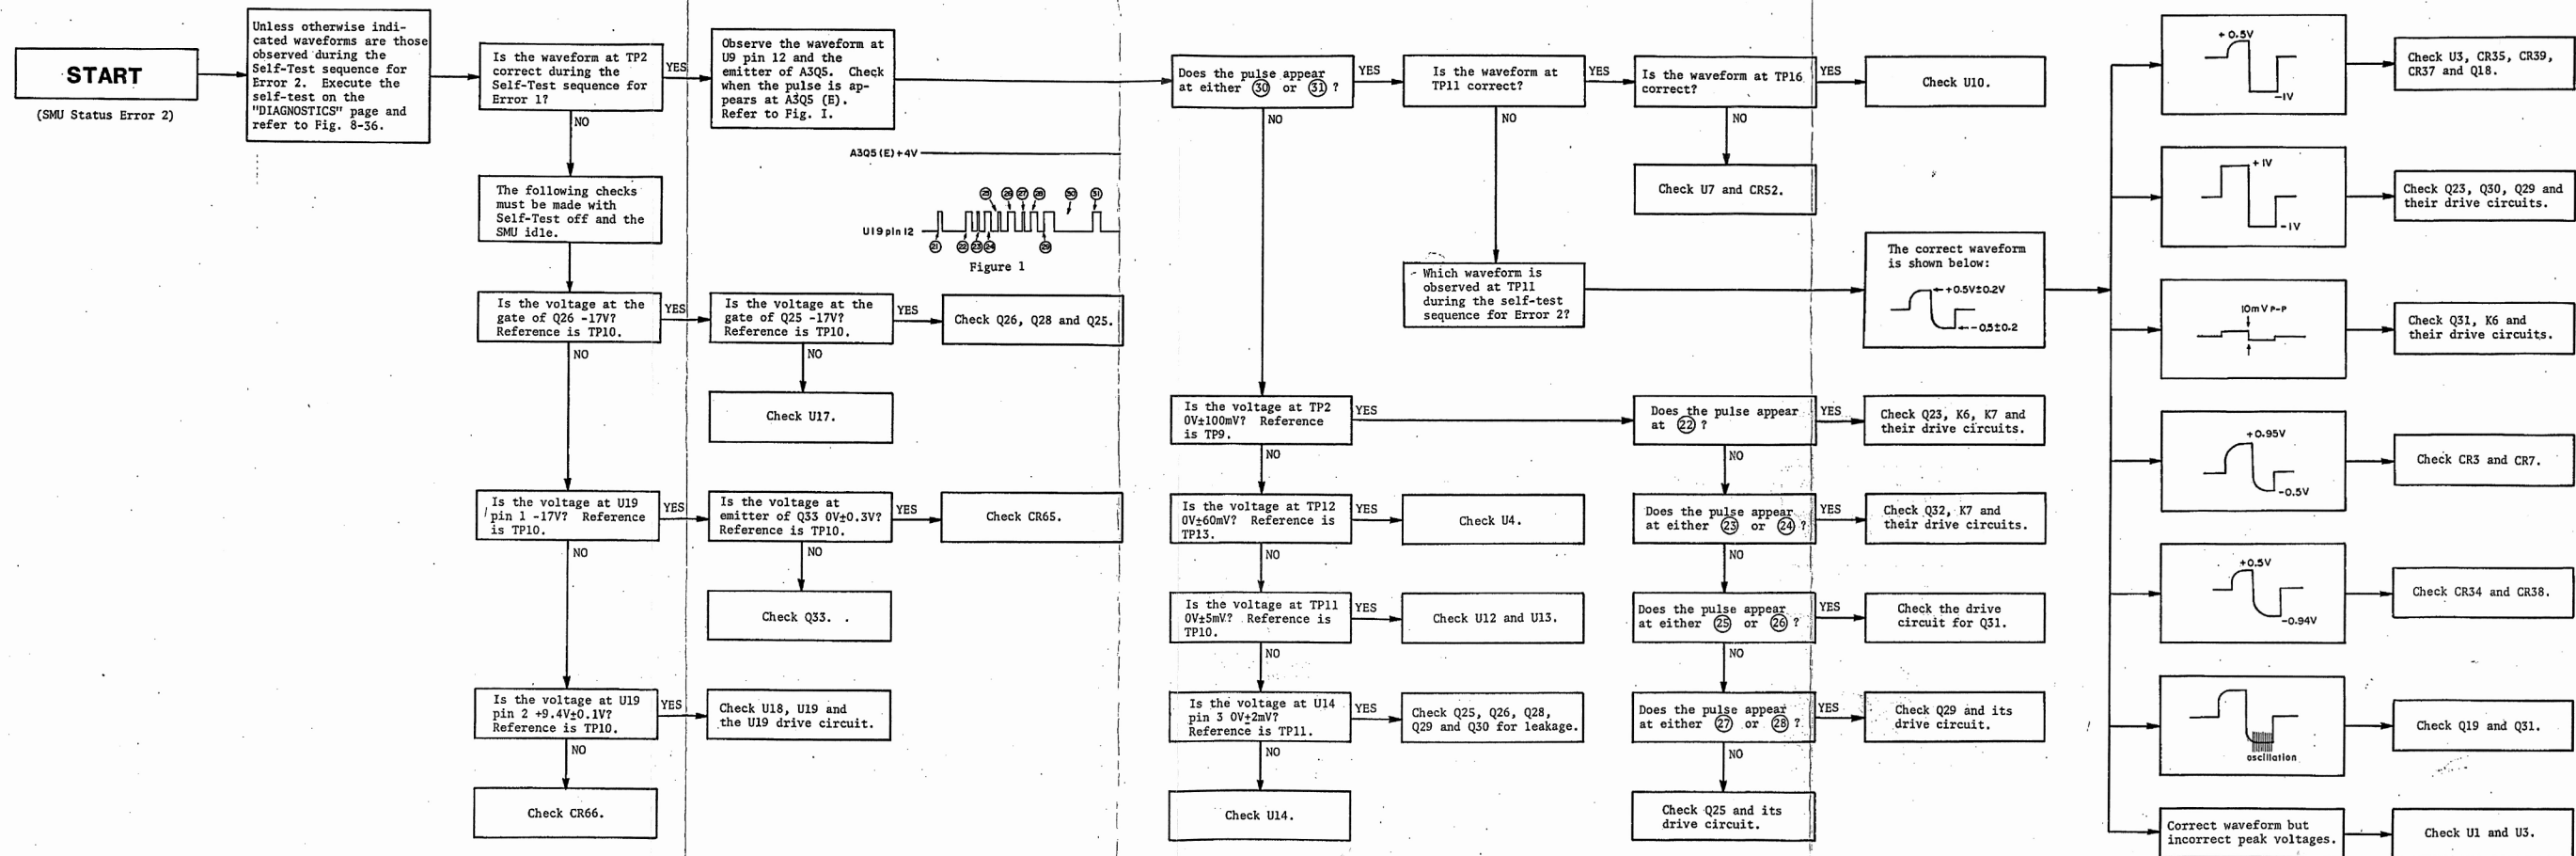 START
(SMU Status Error 2)
Unless otherwise indi-
cated waveforms are those
observed during the
Self-Test sequence for
Error 2. Execute the
self-test on the
"DIAGNOSTICS" page and
refer to Fig. 8-36.
Is the waveform at TP2
correct during the
Self-Test sequence for
Error 1?
YES
NO
Observe the waveform at
U9 pin 12 and the
emitter of A3Q5. Check
when the pulse is ap-
pears at A3Q5 (E).
Refer to Fig. I.
A3Q5(E)+4V
25 26 27 28 30 31
U19 pin 12
21 22 23 24 29
Figure 1
The following checks
must be made with
Self-Test off and the
SMU idle.
Is the voltage at the
gate of Q26 -17V?
Reference is TP10.
YES
NO
Is the voltage at the
gate of Q25 -17V?
Reference is TP10.
YES
NO
Check Q26, Q28 and Q25.
Check U17.
Is the voltage at U19
pin 1 -17V? Reference
is TP10.
YES
NO
Is the voltage at
emitter of Q33 0V±0.3V?
Reference is TP10.
YES
NO
Check CR65.
Check Q33.
Is the voltage at U19
pin 2 +9.4V±0.1V?
Reference is TP10.
YES
NO
Check U18, U19 and
the U19 drive circuit.
Check CR66.
Does the pulse appear
at either 30 or 31 ?
YES
NO
Is the waveform at
TP11 correct?
YES
NO
Is the waveform at TP16
correct?
YES
NO
Check U10.
Check U7 and CR52.
Which waveform is
observed at TP11
during the self-test
sequence for Error 2?
The correct waveform
is shown below:
+0.5V±0.2V
-0.5±0.2
Is the voltage at TP2
0V±100mV? Reference
is TP9.
YES
NO
Does the pulse appear
at 22 ?
YES
NO
Check Q23, K6, K7 and
their drive circuits.
Is the voltage at TP12
0V±60mV? Reference is
TP13.
YES
NO
Check U4.
Does the pulse appear
at either 23 or 24 ?
YES
NO
Check Q32, K7 and
their drive circuits.
Is the voltage at TP11
0V±5mV? Reference is
TP10.
YES
NO
Check U12 and U13.
Does the pulse appear
at either 25 or 26 ?
YES
NO
Check the drive
circuit for Q31.
Is the voltage at U14
pin 3 0V±2mV?
Reference is TP11.
YES
NO
Check Q25, Q26, Q28,
Q29 and Q30 for leakage.
Does the pulse appear
at either 27 or 28 ?
YES
NO
Check Q29 and its
drive circuit.
Check U14.
Check Q25 and its
drive circuit.
+0.5V
-1V
Check U3, CR35, CR39,
CR37 and Q18.
+1V
-1V
Check Q23, Q30, Q29 and
their drive circuits.
10mV P-P
Check Q31, K6 and
their drive circuits.
+0.95V
-0.5V
Check CR3 and CR7.
+0.5V
-0.94V
Check CR34 and CR38.
oscillation
Check Q19 and Q31.
Correct waveform but
incorrect peak voltages.
Check U1 and U3.